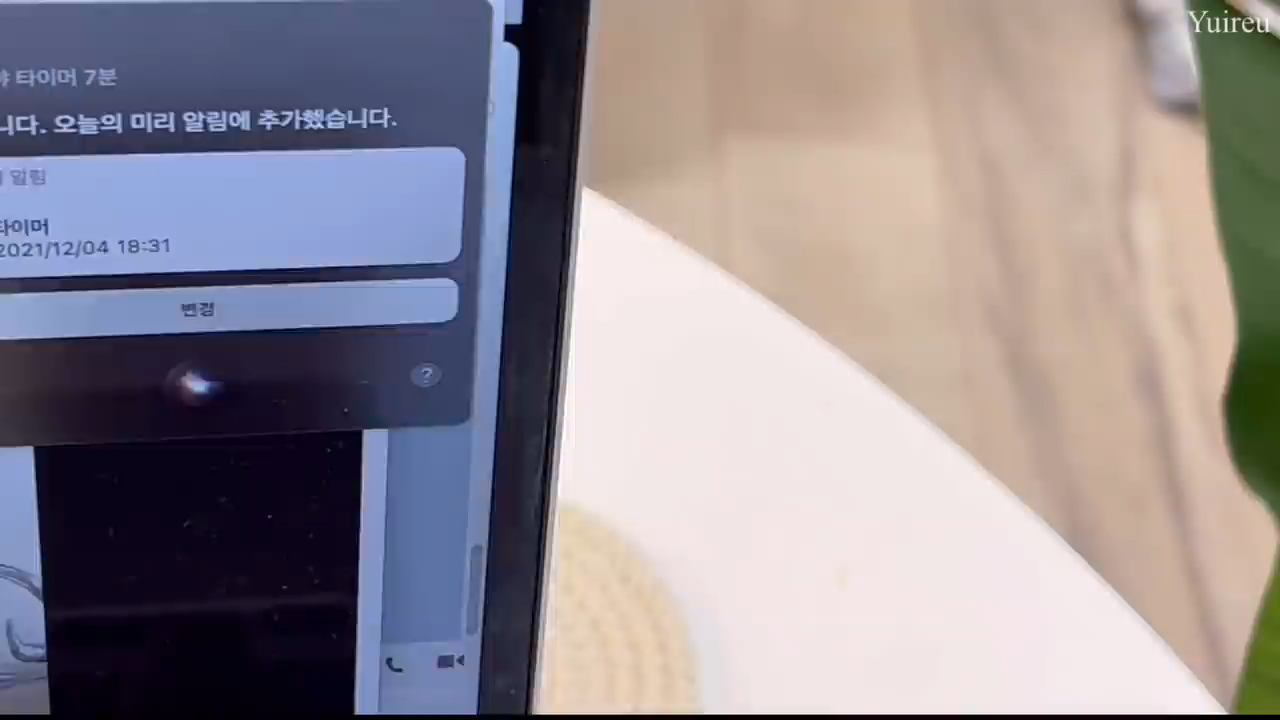 Yuireu
야 타이머 7분
니다. 오늘의 미리 알림에 추가했습니다.
알림
타이머
2021/12/04 18:31
변경
?